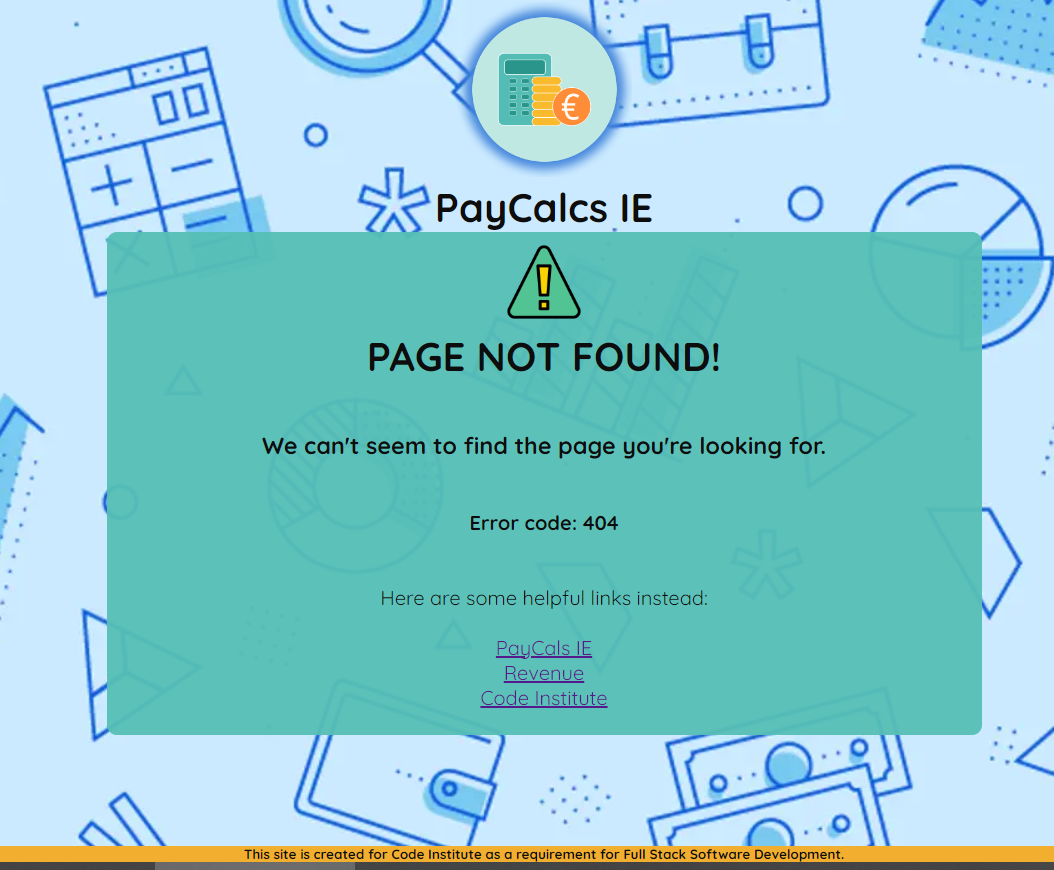 €
PayCalcs IE
PAGE NOT FOUND!
We can't seem to find the page you're looking for.
Error code: 404
Here are some helpful links instead:
PayCals IE
Revenue
Code Institute
This site is created for Code Institute as a requirement for Full Stack Software Development.